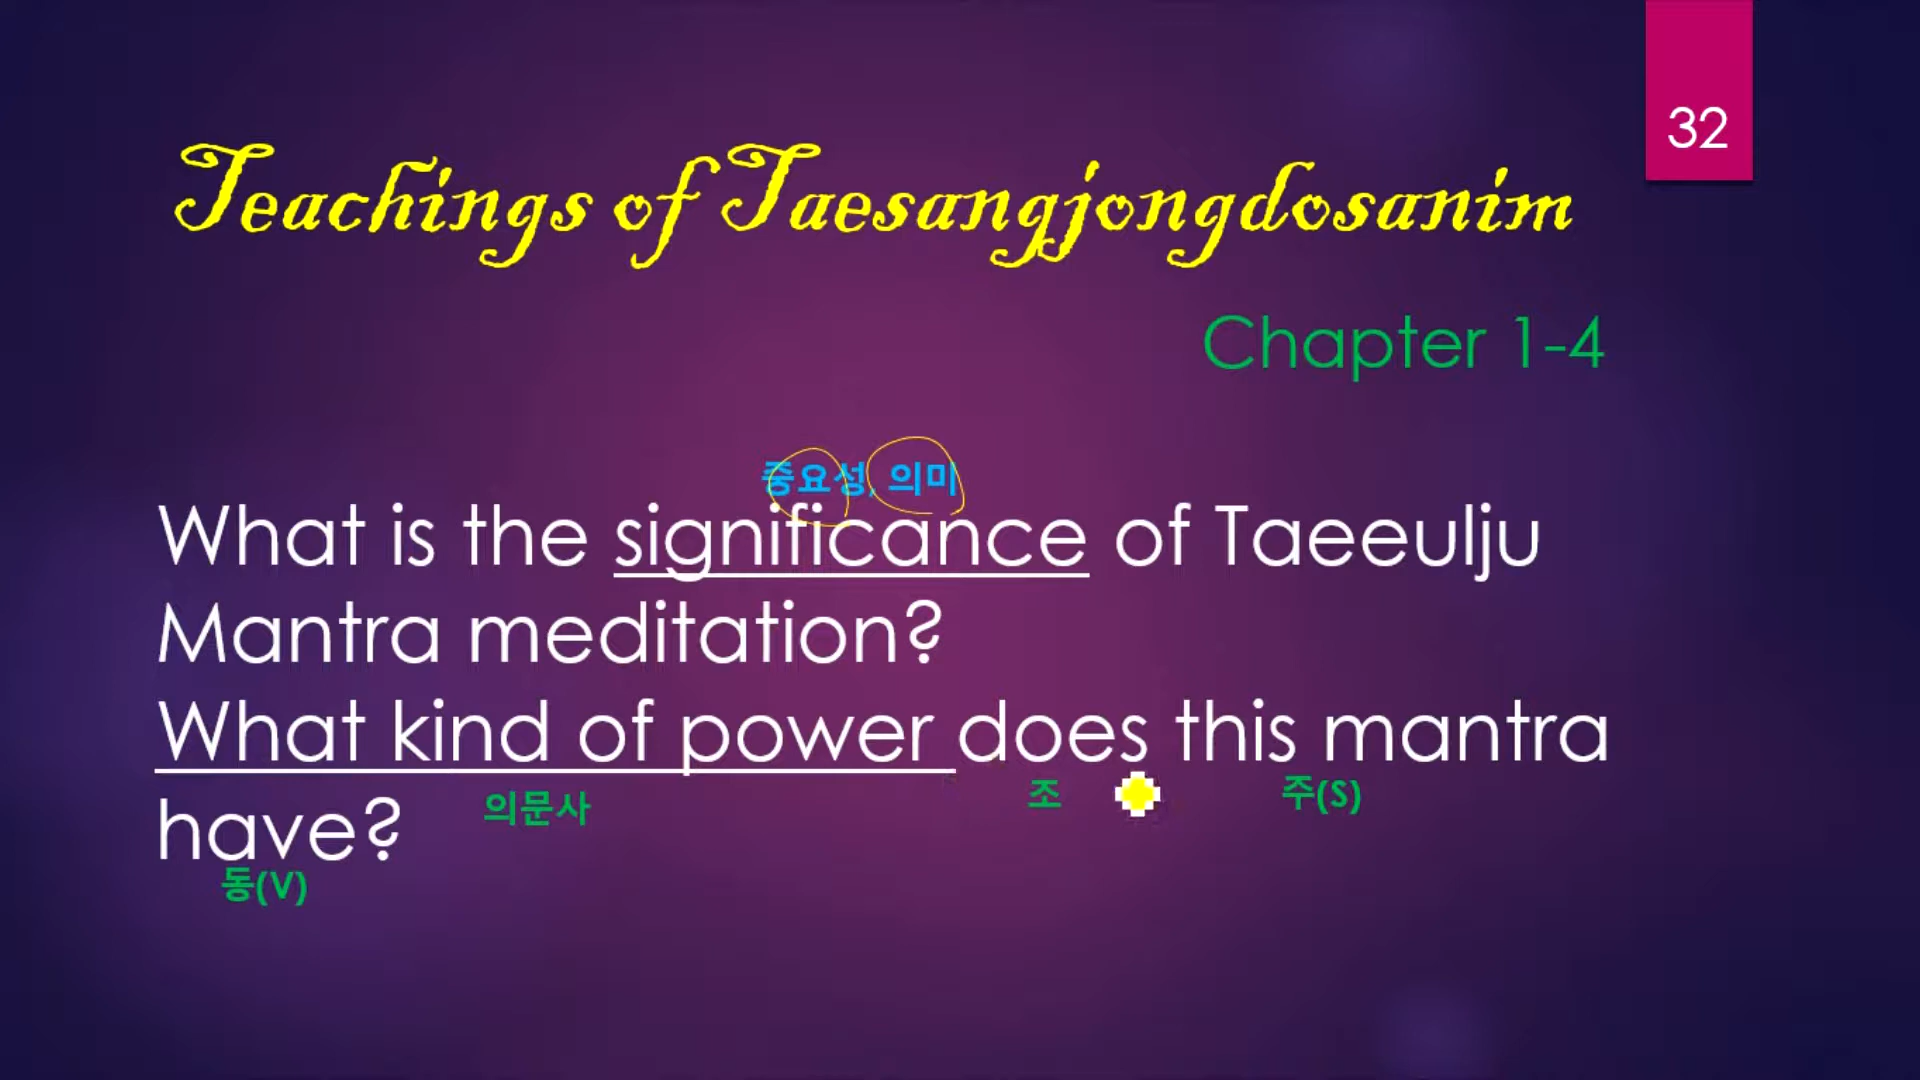 32
Teachings of Taesangjongdosanim
Chapter 1-4
중요성, 의미
What is the significance of Taeeulju
Mantra meditation?
What kind of power does this mantra
의문사 조 주(S)
have?
동(V)